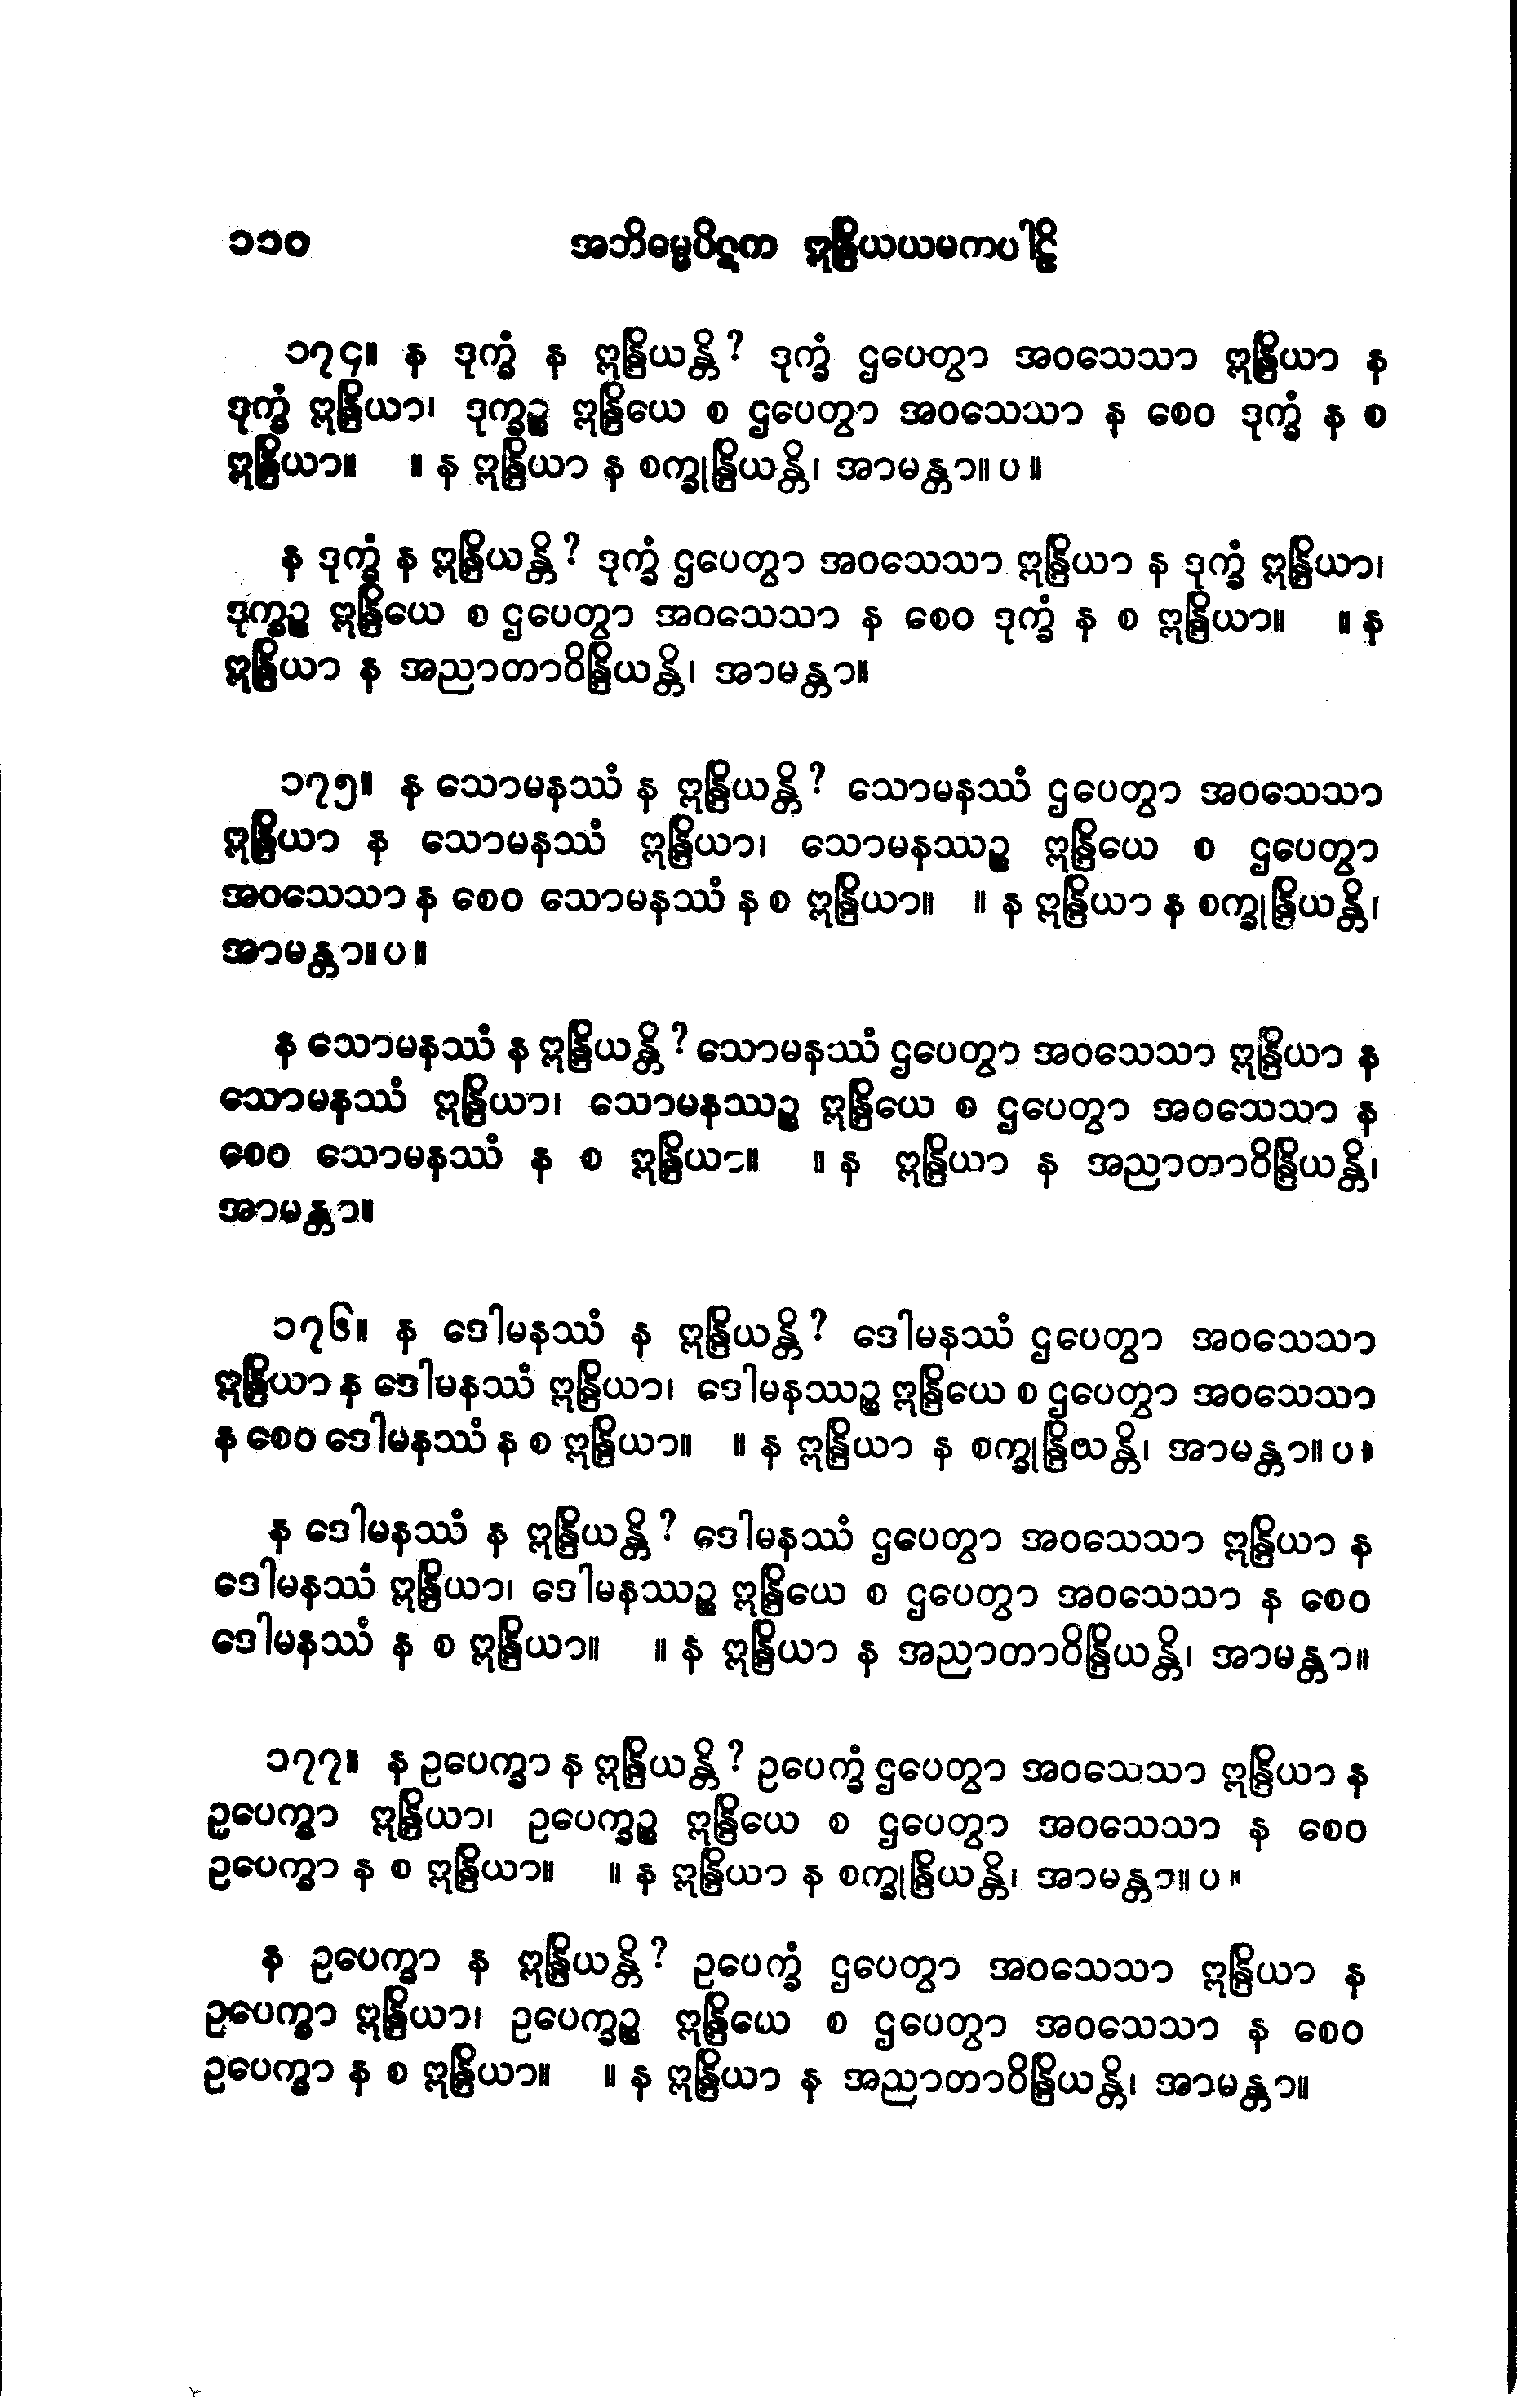 ၁၁၀ အဘိဓမ္မပိဋက ဣန္ဒြိယယမကပါဠိ
၁၇၄။ န ဒုက္ခံ န ဣန္ဒြိယန္တိ? ဒုက္ခံ ဌပေတွာ အဝသေသာ ဣန္ဒြိယာ န
ဒုက္ခံ ဣန္ဒြိယာ၊ ဒုက္ခဉ္စ ဣန္ဒြိယေ စ ဌပေတွာ အဝသေသာ န စေဝ ဒုက္ခံ န စ
ဣန္ဒြိယာ။ ။ န ဣန္ဒြိယာ န စက္ခုန္ဒြိယန္တိ၊ အာမန္တာ။ ပ ။
န ဒုက္ခံ န ဣန္ဒြိယန္တိ? ဒုက္ခံ ဌပေတွာ အဝသေသာ ဣန္ဒြိယာ န ဒုက္ခံ ဣန္ဒြိယာ၊
ဒုက္ခဉ္စ ဣန္ဒြိယေ စ ဌပေတွာ အဝသေသာ န စေဝ ဒုက္ခံ န စ ဣန္ဒြိယာ။ ။ န
ဣန္ဒြိယာ န အညာတာဝိန္ဒြိယန္တိ၊ အာမန္တာ။
၁၇၅။ န သောမနဿံ န ဣန္ဒြိယန္တိ? သောမနဿံ ဌပေတွာ အဝသေသာ
ဣန္ဒြိယာ န သောမနဿံ ဣန္ဒြိယာ၊ သောမနဿဉ္စ ဣန္ဒြိယေ စ ဌပေတွာ
အဝသေသာ န စေဝ သောမနဿံ န စ ဣန္ဒြိယာ။ ။ န ဣန္ဒြိယာ န စက္ခုန္ဒြိယန္တိ၊
အာမန္တာ။ ပ ။
န သောမနဿံ န ဣန္ဒြိယန္တိ? သောမနဿံ ဌပေတွာ အဝသေသာ ဣန္ဒြိယာ န
သောမနဿံ ဣန္ဒြိယာ၊ သောမနဿဉ္စ ဣန္ဒြိယေ စ ဌပေတွာ အဝသေသာ န
စေဝ သောမနဿံ န စ ဣန္ဒြိယာ။ ။ န ဣန္ဒြိယာ န အညာတာဝိန္ဒြိယန္တိ၊
အာမန္တာ။
၁၇၆။ န ဒေါမနဿံ န ဣန္ဒြိယန္တိ? ဒေါမနဿံ ဌပေတွာ အဝသေသာ
ဣန္ဒြိယာ န ဒေါမနဿံ ဣန္ဒြိယာ၊ ဒေါမနဿဉ္စ ဣန္ဒြိယေ စ ဌပေတွာ အဝသေသာ
န စေဝ ဒေါမနဿံ န စ ဣန္ဒြိယာ။ ။ န ဣန္ဒြိယာ န စက္ခုန္ဒြိယန္တိ၊ အာမန္တာ။ ပ ။
န ဒေါမနဿံ န ဣန္ဒြိယန္တိ? ဒေါမနဿံ ဌပေတွာ အဝသေသာ ဣန္ဒြိယာ န
ဒေါမနဿံ ဣန္ဒြိယာ၊ ဒေါမနဿဉ္စ ဣန္ဒြိယေ စ ဌပေတွာ အဝသေသာ န စေဝ
ဒေါမနဿံ န စ ဣန္ဒြိယာ။ ။ န ဣန္ဒြိယာ န အညာတာဝိန္ဒြိယန္တိ၊ အာမန္တာ။
၁၇၇။ န ဥပေက္ခာ န ဣန္ဒြိယန္တိ? ဥပေက္ခံ ဌပေတွာ အဝသေသာ ဣန္ဒြိယာ န
ဥပေက္ခာ ဣန္ဒြိယာ၊ ဥပေက္ခဉ္စ ဣန္ဒြိယေ စ ဌပေတွာ အဝသေသာ န စေဝ
ဥပေက္ခာ န စ ဣန္ဒြိယာ။ ။ န ဣန္ဒြိယာ န စက္ခုန္ဒြိယန္တိ၊ အာမန္တာ။ ပ ။
န ဥပေက္ခာ န ဣန္ဒြိယန္တိ? ဥပေက္ခံ ဌပေတွာ အဝသေသာ ဣန္ဒြိယာ န
ဥပေက္ခာ ဣန္ဒြိယာ၊ ဥပေက္ခဉ္စ ဣန္ဒြိယေ စ ဌပေတွာ အဝသေသာ န စေဝ
ဥပေက္ခာ န စ ဣန္ဒြိယာ။ ။ န ဣန္ဒြိယာ န အညာတာဝိန္ဒြိယန္တိ၊ အာမန္တာ။